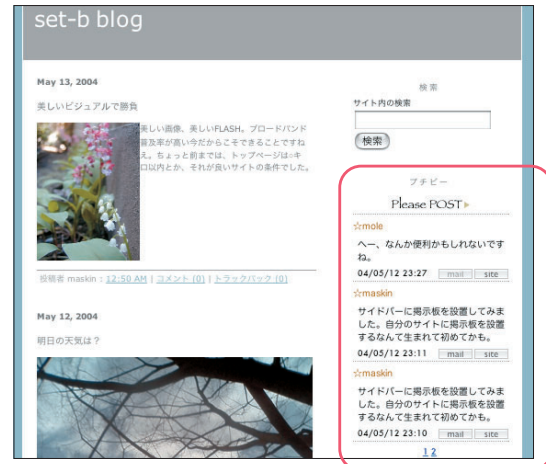 set-b blog
May 13, 2004
美しいビジュアルで勝負
美しい画像、美しいFLASH。ブロードバンド
普及率が高い今だからこそできることですね
え。ちょっと前までは、トップページは○キ
ロ以内とか、それが良いサイトの条件でした。
投稿者 maskin : 12:50 AM | コメント (0) | トラックバック (0)
May 12, 2004
明日の天気は？
検索
サイト内の検索
検索
プチビー
Please POST
☆mole
へー、なんか便利かもしれないです
ね。
04/05/12 23:27 mail site
☆maskin
サイドバーに掲示板を設置してみま
した。自分のサイトに掲示板を設置
するなんて生まれて初めてかも。
04/05/12 23:11 mail site
☆maskin
サイドバーに掲示板を設置してみま
した。自分のサイトに掲示板を設置
するなんて生まれて初めてかも。
04/05/12 23:10 mail site
1 2